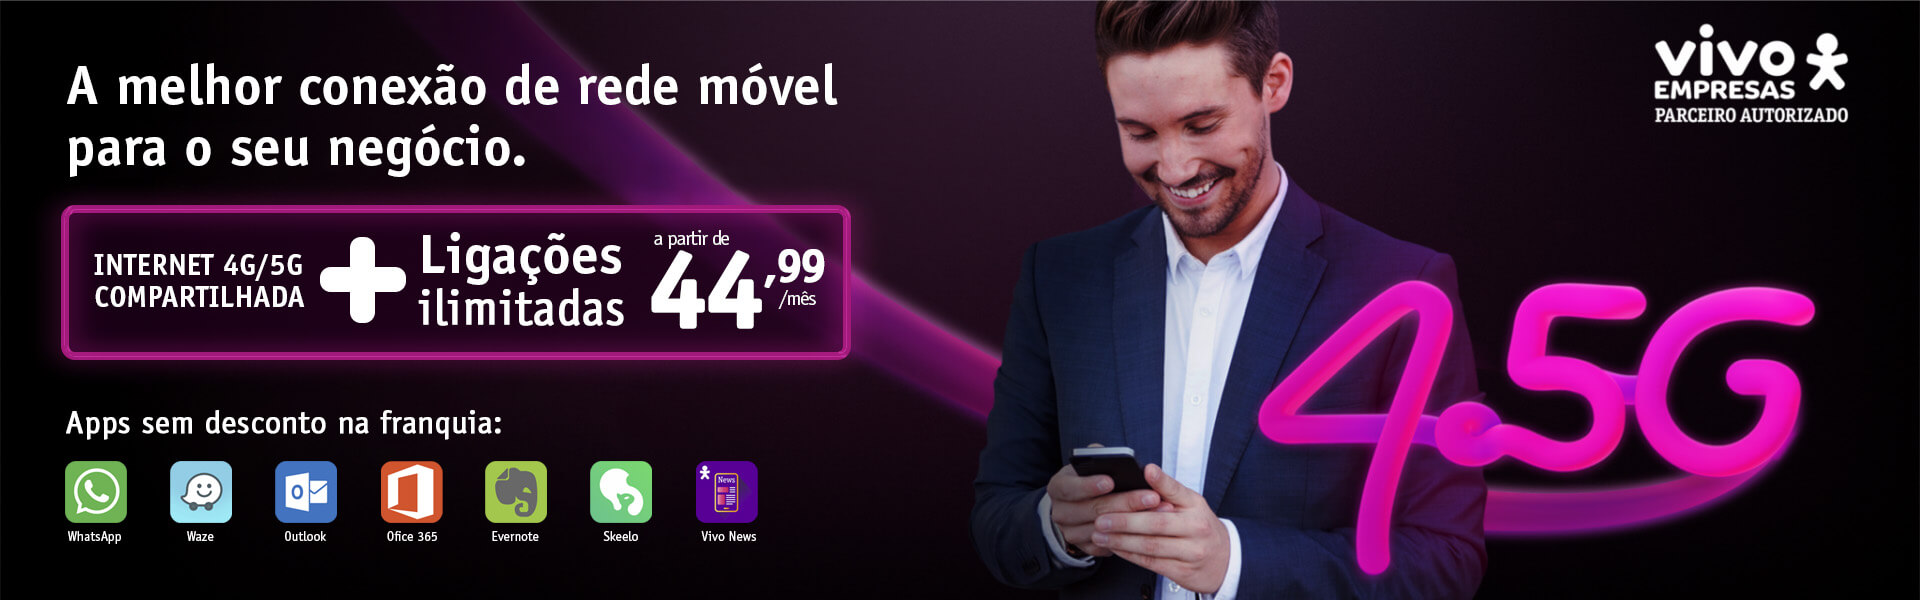 A melhor conexão de rede móvel
para o seu negócio.
INTERNET 4G/5G
COMPARTILHADA
+
Ligações
ilimitadas
a partir de
44,99
/mês
Apps sem desconto na franquia:
WhatsApp
Waze
Outlook
Ofice 365
Evernote
Skeelo
News
Vivo News
vivo
EMPRESAS
PARCEIRO AUTORIZADO
4.5G